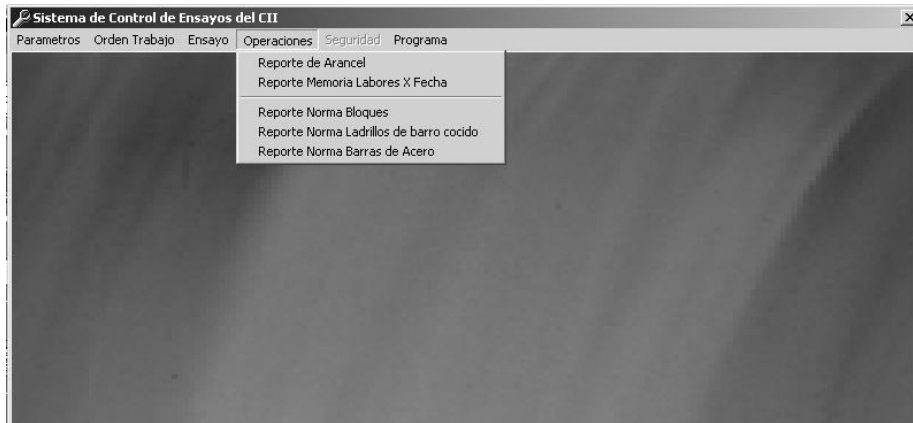 Sistema de Control de Ensayos del CII
Parametros Orden Trabajo Ensayo Operaciones Seguridad Programa
Reporte de Arancel
Reporte Memoria Labores X Fecha
Reporte Norma Bloques
Reporte Norma Ladrillos de barro cocido
Reporte Norma Barras de Acero